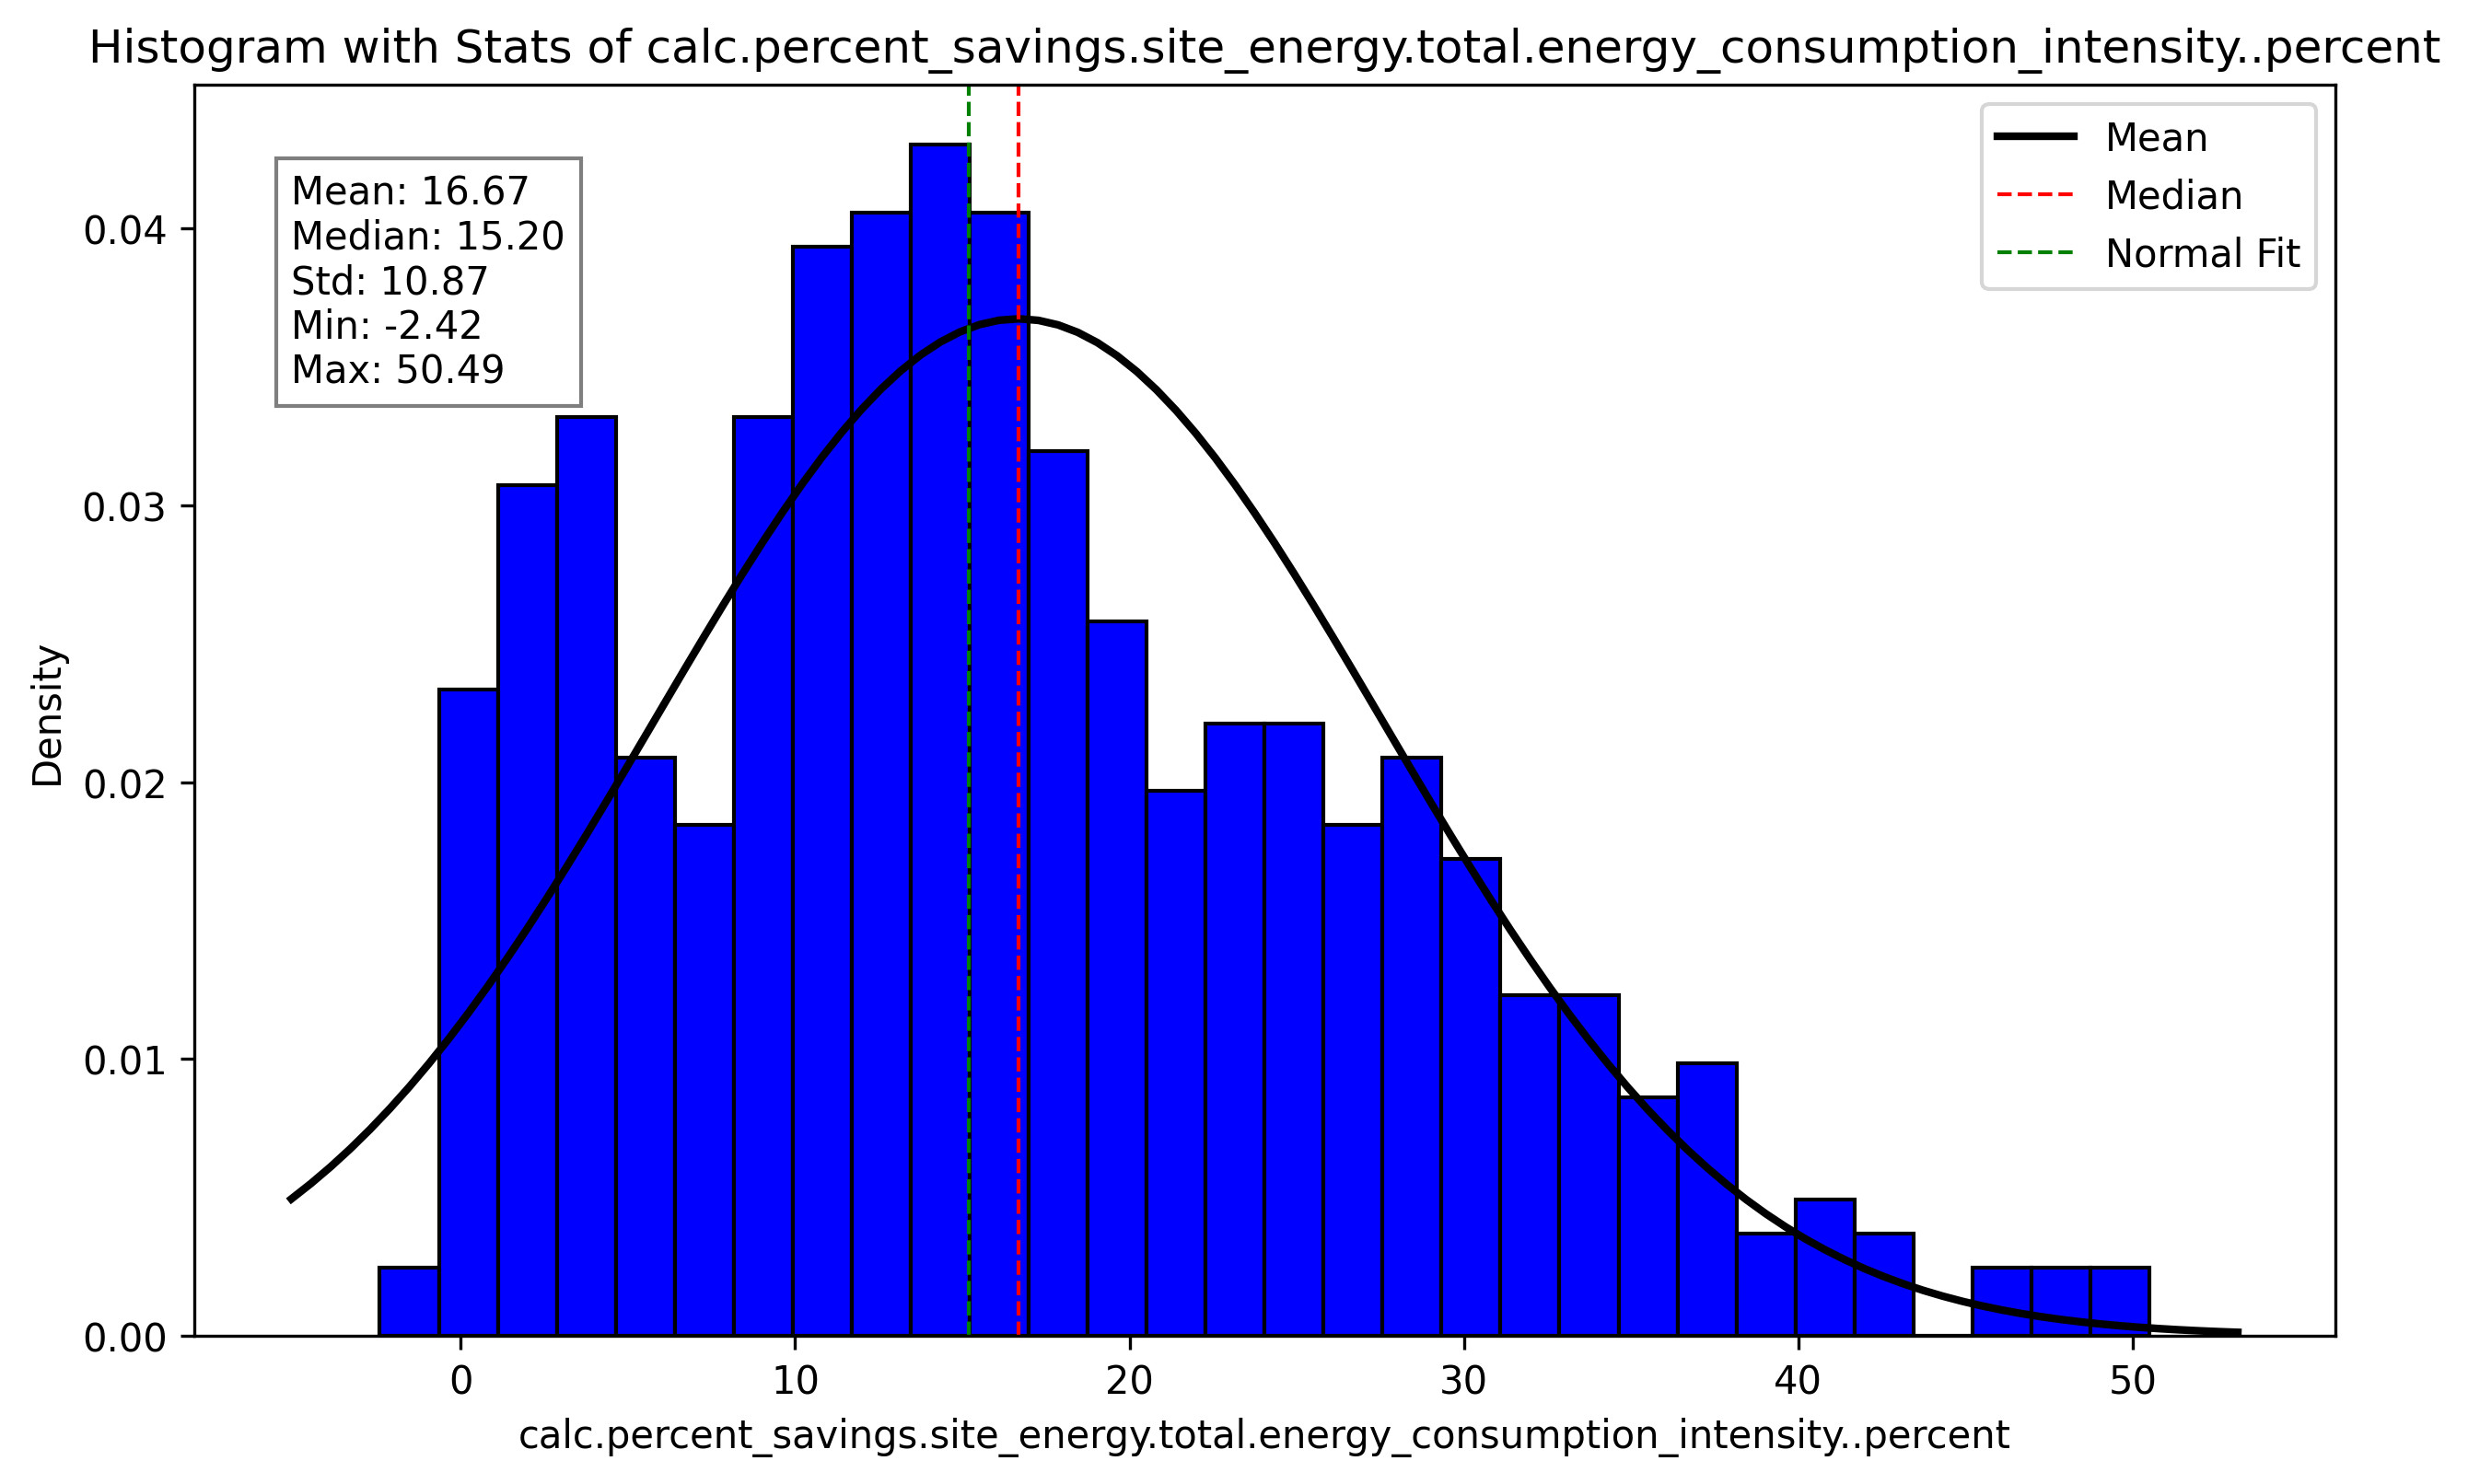 Histogram with Stats of calc.percent_savings.site_energy.total.energy_consumption_intensity..percent
Mean: 16.67
Median: 15.20
Std: 10.87
Min: -2.42
Max: 50.49
Mean
Median
Normal Fit
Density
0.04
0.03
0.02
0.01
0.00
0 10 20 30 40 50
calc.percent_savings.site_energy.total.energy_consumption_intensity..percent